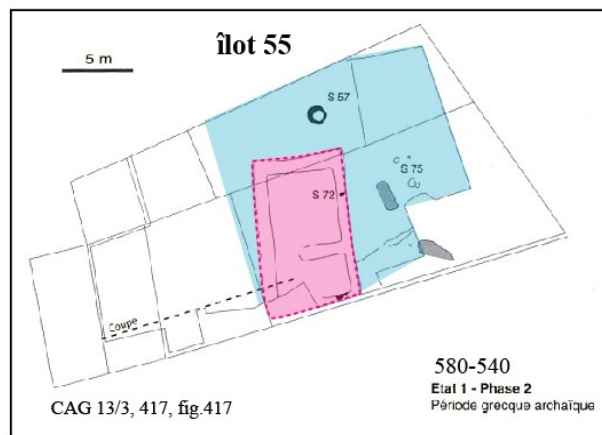 îlot 55
5 m
S 57
S 75
S 72
Coupe
580-540
Etat 1 - Phase 2
Période grecque archaïque
CAG 13/3, 417, fig.417